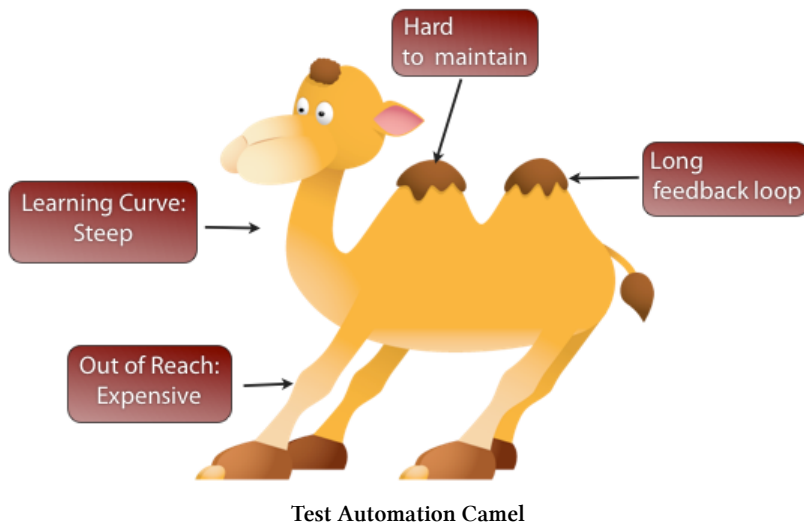 Hard
to maintain
Long
feedback loop
Learning Curve:
Steep
Out of Reach:
Expensive
Test Automation Camel